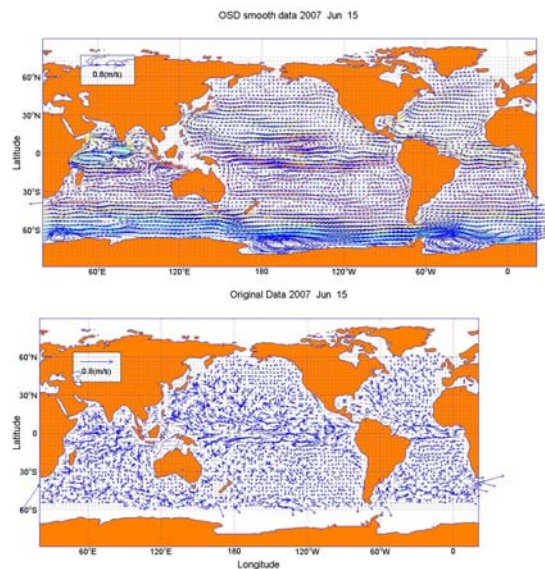 OSD smooth data 2007 Jun 15
60°N
30°N
0
30°S
60°S
Latitude
0.8(m/s)
60°E
120°E
180
120°W
60°W
0
Original Data 2007 Jun 15
60°N
30°N
0
30°S
60°S
Latitude
0.8(m/s)
60°E
120°E
180
120°W
60°W
0
Longitude